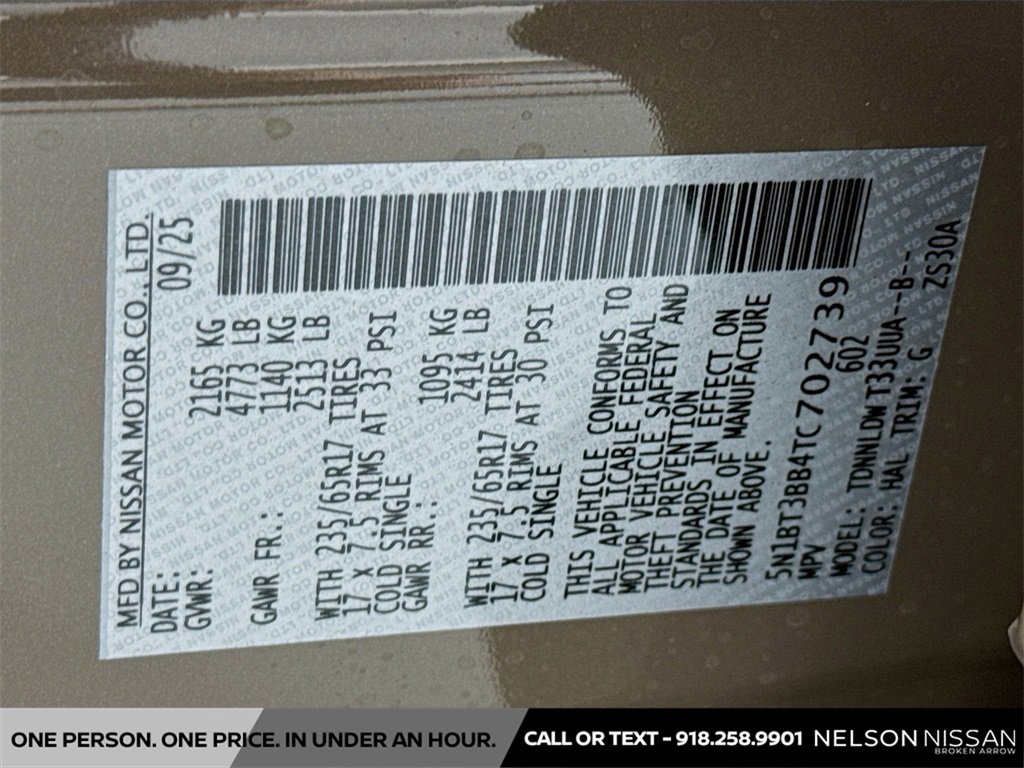 MFD BY NISSAN MOTOR CO., LTD.
DATE: 09/25
GVWR: 2165 KG
4773 LB
GAWR FR.: 1140 KG
2513 LB
WITH 235/65R17 TIRES
17 X 7.5 RIMS AT 33 PSI
COLD SINGLE
GAWR RR.: 1095 KG
2414 LB
WITH 235/65R17 TIRES
17 X 7.5 RIMS AT 30 PSI
COLD SINGLE
THIS VEHICLE CONFORMS TO
ALL APPLICABLE FEDERAL
MOTOR VEHICLE SAFETY AND
THEFT PREVENTION
STANDARDS IN EFFECT ON
THE DATE OF MANUFACTURE
SHOWN ABOVE.
5N1BT3BB4TC702739
MPV 602
MODEL: TDNNLDWT33UUA--B--
COLOR: HAL TRIM: G ZS30A
ONE PERSON. ONE PRICE. IN UNDER AN HOUR.
CALL OR TEXT - 918.258.9901
NELSON NISSAN
BROKEN ARROW